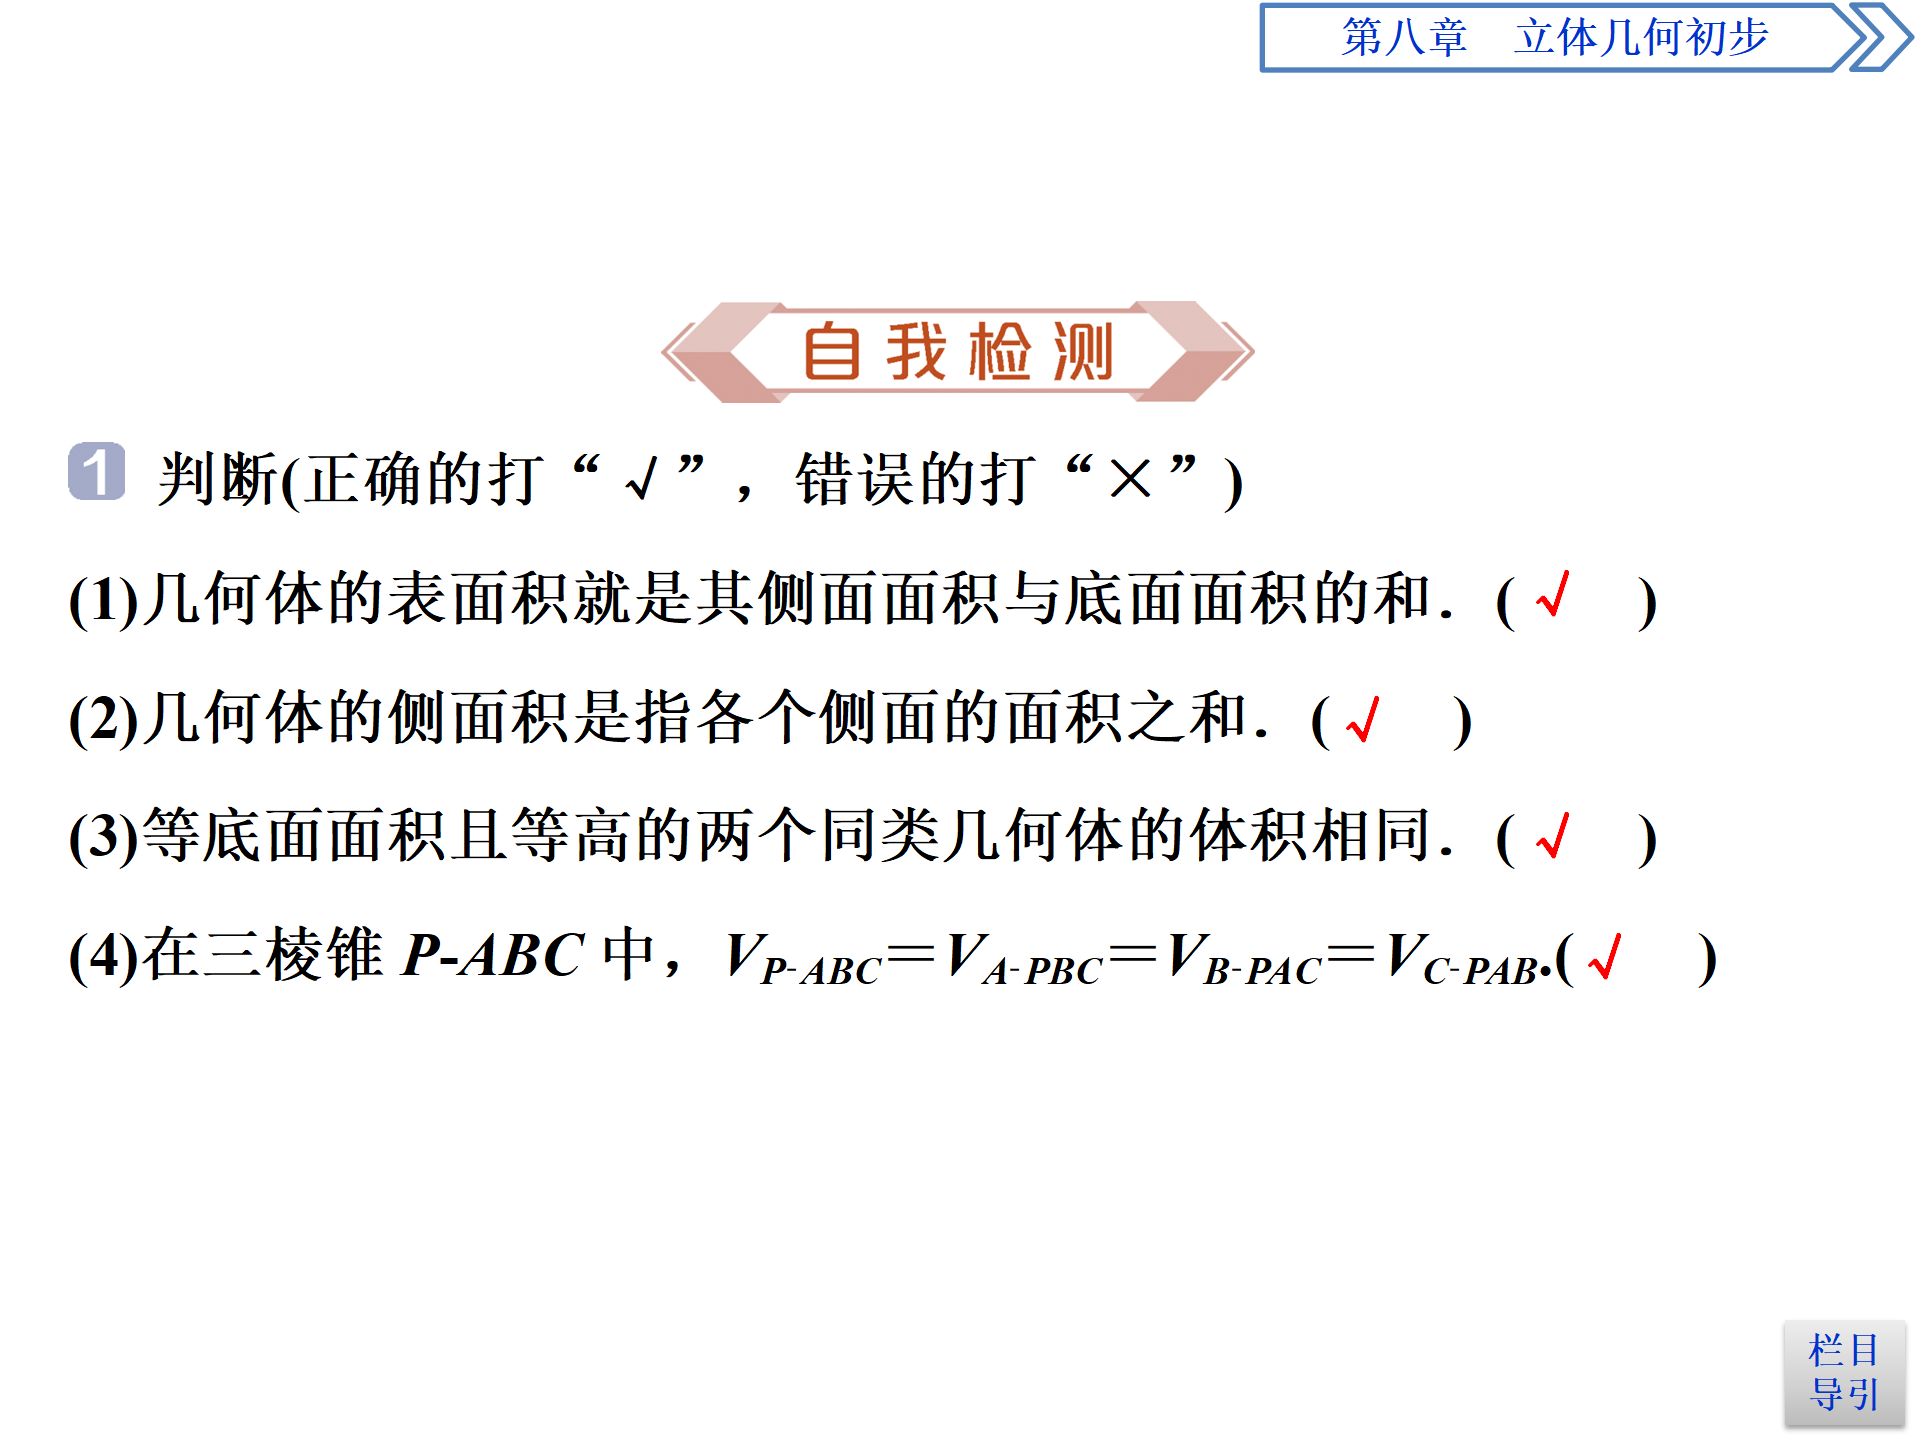 第八章　立体几何初步
自我检测
1 判断(正确的打“√”，错误的打“×”)
(1)几何体的表面积就是其侧面面积与底面面积的和．( √ )
(2)几何体的侧面积是指各个侧面的面积之和．( √ )
(3)等底面面积且等高的两个同类几何体的体积相同．( √ )
(4)在三棱锥 P-ABC 中，V_{P-ABC}＝V_{A-PBC}＝V_{B-PAC}＝V_{C-PAB}.( √ )
栏目
导引